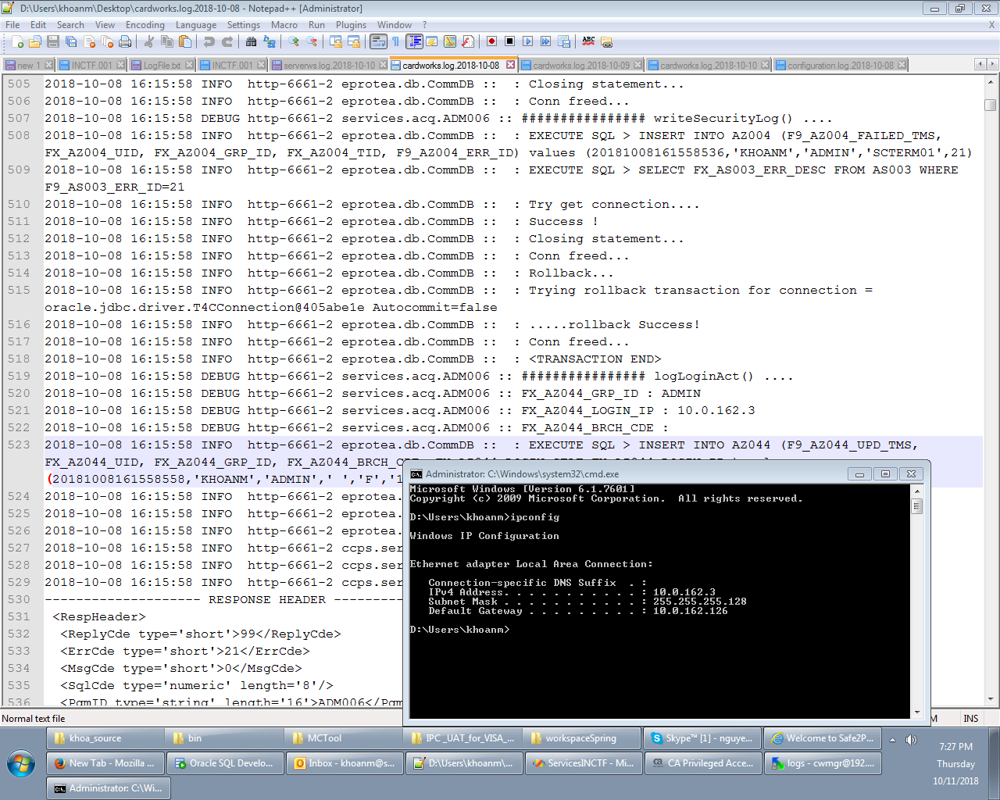 D:\Users\khoanm\Desktop\cardworks.log.2018-10-08 - Notepad++ [Administrator]
File Edit Search View Encoding Language Settings Macro Run Plugins Window ? X
new 1 INCTF.001 LogFile.txt INCTF.001 serverws.log.2018-10-10 cardworks.log.2018-10-08 cardworks.log.2018-10-09 cardworks.log.2018-10-10 configuration.log.2018-10-08
505 2018-10-08 16:15:58 INFO http-6661-2 eprotea.db.CommDB :: : Closing statement...
506 2018-10-08 16:15:58 INFO http-6661-2 eprotea.db.CommDB :: : Conn freed...
507 2018-10-08 16:15:58 DEBUG http-6661-2 services.acq.ADM006 :: ################ writeSecurityLog() ....
508 2018-10-08 16:15:58 INFO http-6661-2 eprotea.db.CommDB :: : EXECUTE SQL > INSERT INTO AZ004 (F9_AZ004_FAILED_TMS,
FX_AZ004_UID, FX_AZ004_GRP_ID, FX_AZ004_TID, F9_AZ004_ERR_ID) values (20181008161558536,'KHOANM','ADMIN','SCTERM01',21)
509 2018-10-08 16:15:58 INFO http-6661-2 eprotea.db.CommDB :: : EXECUTE SQL > SELECT FX_AS003_ERR_DESC FROM AS003 WHERE
F9_AS003_ERR_ID=21
510 2018-10-08 16:15:58 INFO http-6661-2 eprotea.db.CommDB :: : Try get connection....
511 2018-10-08 16:15:58 INFO http-6661-2 eprotea.db.CommDB :: : Success !
512 2018-10-08 16:15:58 INFO http-6661-2 eprotea.db.CommDB :: : Closing statement...
513 2018-10-08 16:15:58 INFO http-6661-2 eprotea.db.CommDB :: : Conn freed...
514 2018-10-08 16:15:58 INFO http-6661-2 eprotea.db.CommDB :: : Rollback...
515 2018-10-08 16:15:58 INFO http-6661-2 eprotea.db.CommDB :: : Trying rollback transaction for connection =
oracle.jdbc.driver.T4CConnection@405abe1e Autocommit=false
516 2018-10-08 16:15:58 INFO http-6661-2 eprotea.db.CommDB :: : .....rollback Success!
517 2018-10-08 16:15:58 INFO http-6661-2 eprotea.db.CommDB :: : Conn freed...
518 2018-10-08 16:15:58 INFO http-6661-2 eprotea.db.CommDB :: : <TRANSACTION END>
519 2018-10-08 16:15:58 DEBUG http-6661-2 services.acq.ADM006 :: ################ logLoginAct() ....
520 2018-10-08 16:15:58 DEBUG http-6661-2 services.acq.ADM006 :: FX_AZ044_GRP_ID : ADMIN
521 2018-10-08 16:15:58 DEBUG http-6661-2 services.acq.ADM006 :: FX_AZ044_LOGIN_IP : 10.0.162.3
522 2018-10-08 16:15:58 DEBUG http-6661-2 services.acq.ADM006 :: FX_AZ044_BRCH_CDE :
523 2018-10-08 16:15:58 INFO http-6661-2 eprotea.db.CommDB :: : EXECUTE SQL > INSERT INTO AZ044 (F9_AZ044_UPD_TMS,
FX_AZ044_UID, FX_AZ044_GRP_ID, FX_AZ044_BRCH_CDE
(20181008161558558,'KHOANM','ADMIN',' ','F','1
524 2018-10-08 16:15:58 INFO http-6661-2 eprotea.
525 2018-10-08 16:15:58 INFO http-6661-2 eprotea.
526 2018-10-08 16:15:58 INFO http-6661-2 eprotea.
527 2018-10-08 16:15:58 INFO http-6661-2 ccps.ser
528 2018-10-08 16:15:58 INFO http-6661-2 ccps.ser
529 2018-10-08 16:15:58 INFO http-6661-2 ccps.ser
530 -------------------- RESPONSE HEADER ---------
531 <RespHeader>
532 <ReplyCde type='short'>99</ReplyCde>
533 <ErrCde type='short'>21</ErrCde>
534 <MsgCde type='short'>0</MsgCde>
535 <SqlCde type='numeric' length='8'/>
536 <PgmID type='string' length='16'>ADM006</Pgm
Administrator: C:\Windows\system32\cmd.exe
Microsoft Windows [Version 6.1.7601]
Copyright (c) 2009 Microsoft Corporation. All rights reserved.
D:\Users\khoanm>ipconfig
Windows IP Configuration
Ethernet adapter Local Area Connection:
Connection-specific DNS Suffix . :
IPv4 Address. . . . . . . . . . . : 10.0.162.3
Subnet Mask . . . . . . . . . . . : 255.255.255.128
Default Gateway . . . . . . . . . : 10.0.162.126
D:\Users\khoanm>
Normal text file M INS
khoa_source bin MCTool IPC_UAT_for_VISA_... workspaceSpring Skype™ [1] - nguye... Welcome to Safe2P...
New Tab - Mozilla ... Oracle SQL Develo... Inbox - khoanm@s... D:\Users\khoanm\... ServicesINCTF - Mi... CA Privileged Acce... logs - cwmgr@192....
Administrator: C:\Wi...
7:27 PM
Thursday
10/11/2018